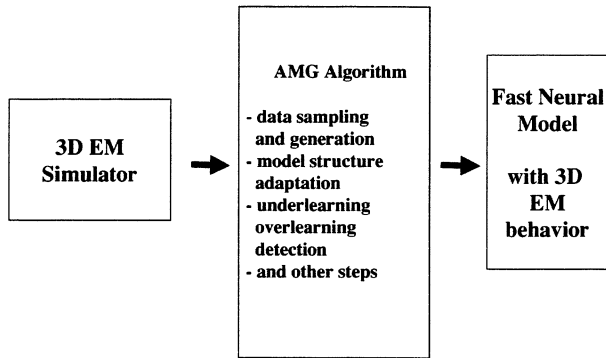 3D EM
Simulator
AMG Algorithm
- data sampling
and generation
- model structure
adaptation
- underlearning
overlearning
detection
- and other steps
Fast Neural
Model
with 3D
EM
behavior